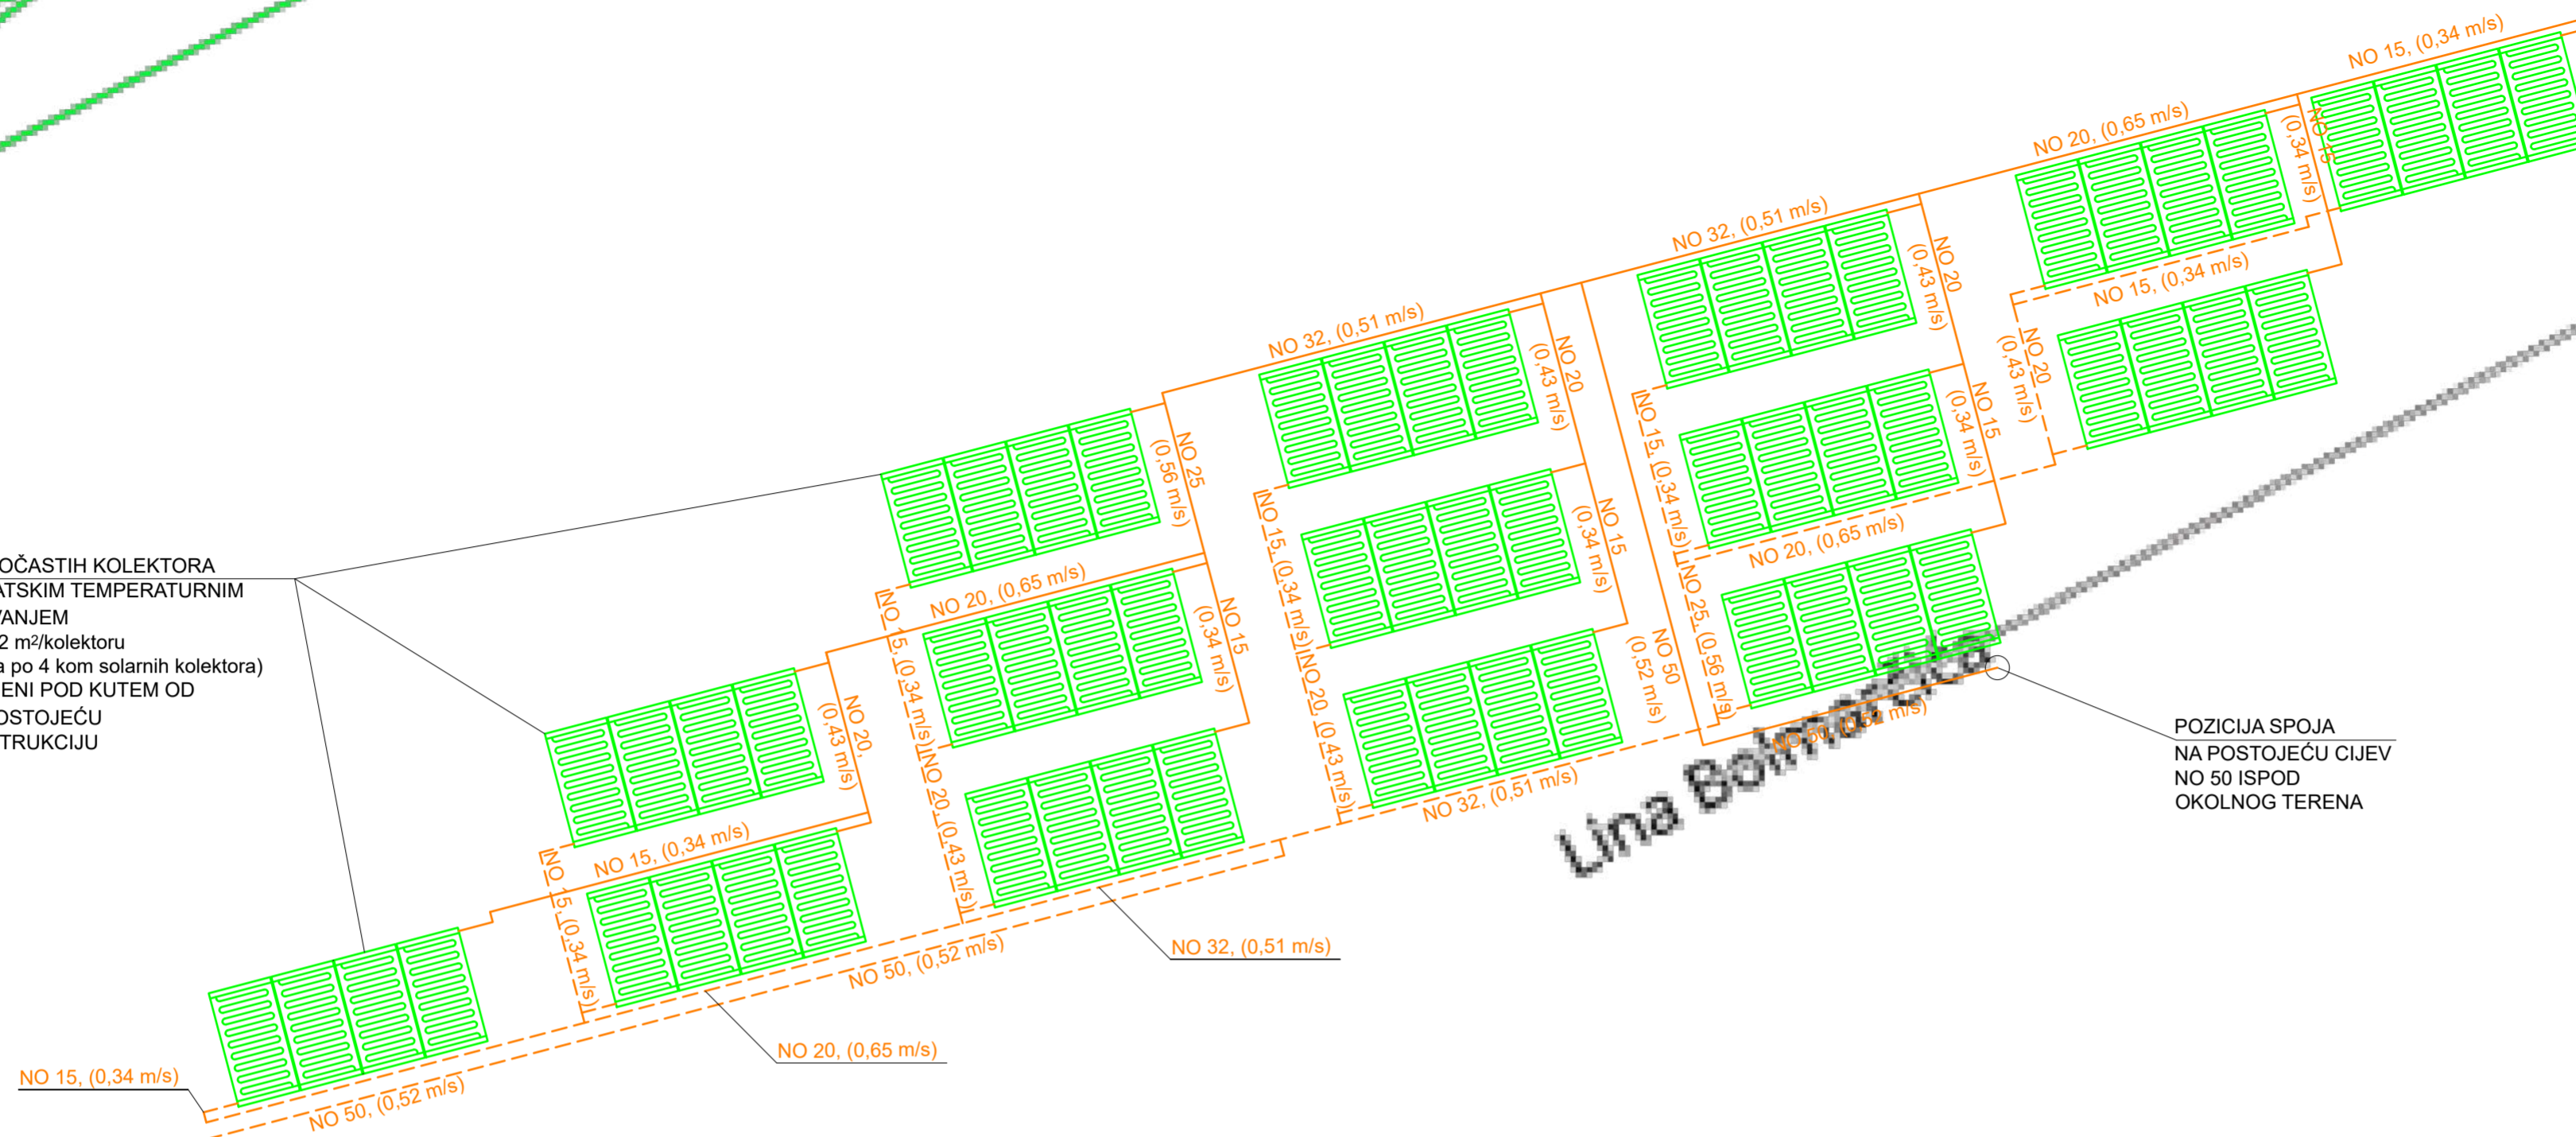 OČASTIH KOLEKTORA
ATSKIM TEMPERATURNIM
VANJEM
2 m²/kolektoru
a po 4 kom solarnih kolektora)
ENI POD KUTEM OD
OSTOJEĆU
TRUKCIJU
NO 15, (0,34 m/s)
NO 50, (0,52 m/s)
NO 15, (0,34 m/s)
NO 15, (0,34 m/s)
NO 20,
(0,43 m/s)
NO 20, (0,65 m/s)
NO 15, (0,34 m/s)
NO 20, (0,43 m/s)
NO 20, (0,65 m/s)
NO 25
(0,56 m/s)
NO 15
(0,34 m/s)
NO 50, (0,52 m/s)
NO 32, (0,51 m/s)
NO 32, (0,51 m/s)
NO 15, (0,34 m/s)
NO 20, (0,43 m/s)
NO 20
(0,43 m/s)
NO 15
(0,34 m/s)
NO 32, (0,51 m/s)
NO 50
(0,52 m/s)
NO 32, (0,51 m/s)
NO 15, (0,34 m/s)
NO 25, (0,56 m/s)
NO 20
(0,43 m/s)
NO 15
(0,34 m/s)
NO 20, (0,65 m/s)
NO 50, (0,52 m/s)
Lina Bolmarčića
NO 20, (0,65 m/s)
NO 15
(0,34 m/s)
NO 15, (0,34 m/s)
NO 20
(0,43 m/s)
NO 15, (0,34 m/s)
POZICIJA SPOJA
NA POSTOJEĆU CIJEV
NO 50 ISPOD
OKOLNOG TERENA